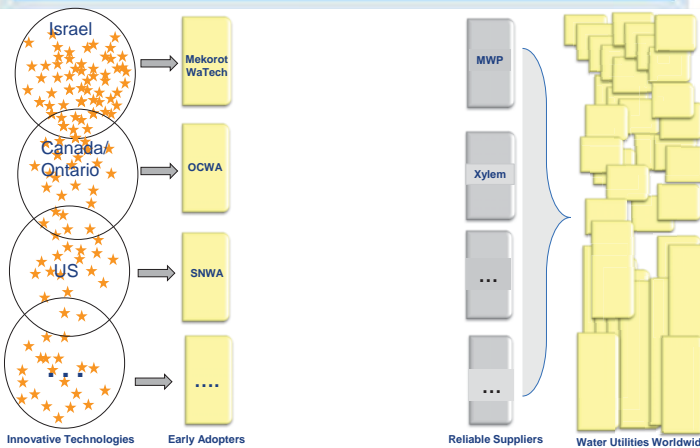 Israel
Mekorot
WaTech
MWP
Canada/
Ontario
OCWA
Xylem
US
SNWA
...
...
....
...
Innovative Technologies
Early Adopters
Reliable Suppliers
Water Utilities Worldwid